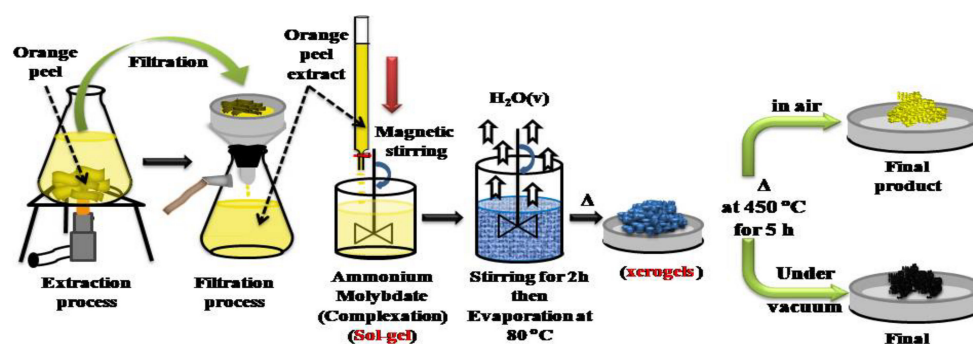 Orange
peel
Filtration
Extraction
process
Filtration
process
Orange
peel
extract
Magnetic
stirring
Ammonium
Molybdate
(Complexation)
(Sol-gel)
H₂O(v)
Stirring for 2h
then
Evaporation at
80 °C
Δ
(xerogels)
Δ
at 450 °C
for 5 h
in air
Final
product
Under
vacuum
Final